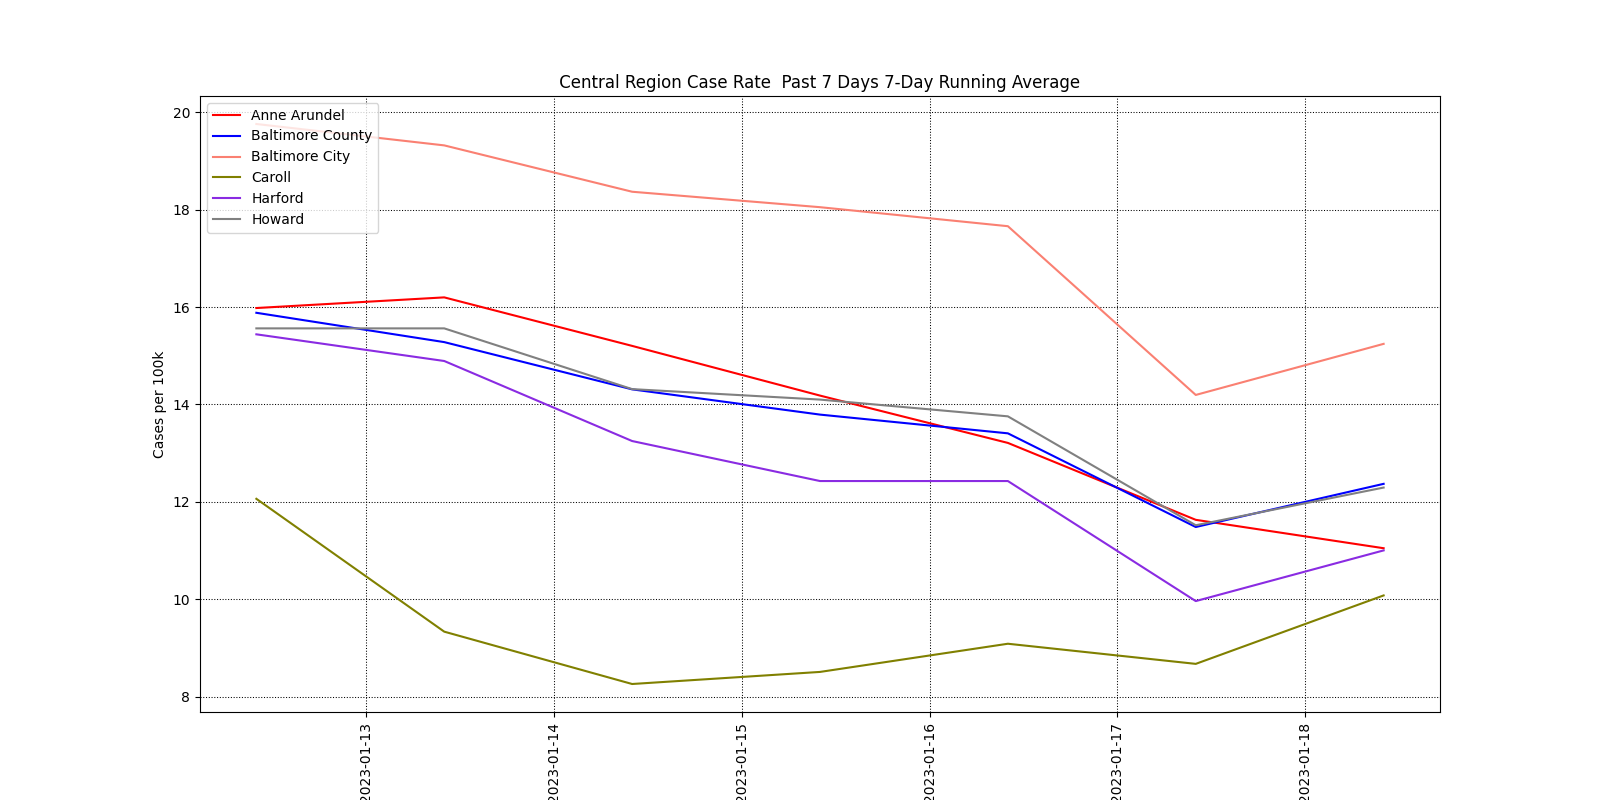 Central Region Case Rate  Past 7 Days 7-Day Running Average
Cases per 100k
20
18
16
14
12
10
8
Anne Arundel
Baltimore County
Baltimore City
Caroll
Harford
Howard
2023-01-13
2023-01-14
2023-01-15
2023-01-16
2023-01-17
2023-01-18